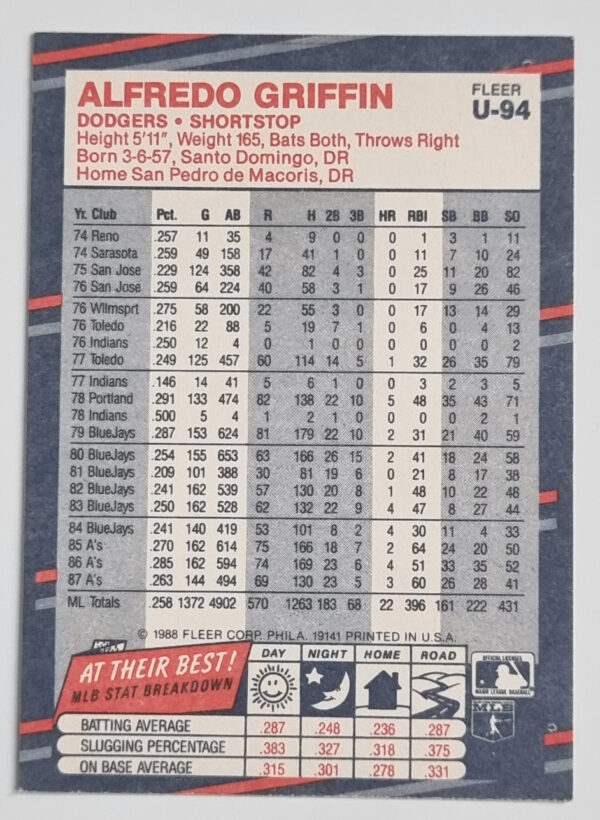 ALFREDO GRIFFIN
FLEER
U-94
DODGERS • SHORTSTOP
Height 5'11", Weight 165, Bats Both, Throws Right
Born 3-6-57, Santo Domingo, DR
Home San Pedro de Macoris, DR
Yr. Club Pct. G AB R H 2B 3B HR RBI SB BB SO
74 Reno .257 11 35 4 9 0 0 0 1 3 1 11
74 Sarasota .259 49 158 17 41 1 0 0 11 7 10 24
75 San Jose .229 124 358 42 82 4 3 0 25 11 20 82
76 San Jose .259 64 224 40 58 3 1 0 17 9 26 46
76 Wllmsprt .275 58 200 22 55 3 0 0 17 13 14 29
76 Toledo .216 22 88 5 19 7 1 0 6 0 4 13
76 Indians .250 12 4 0 1 0 0 0 0 0 0 2
77 Toledo .249 125 457 60 114 14 5 1 32 26 35 79
77 Indians .146 14 41 5 6 1 0 0 3 2 3 5
78 Portland .291 133 474 82 138 22 10 5 48 35 43 71
78 Indians .500 5 4 1 2 1 0 0 0 0 2 1
79 BlueJays .287 153 624 81 179 22 10 2 31 21 40 59
80 BlueJays .254 155 653 63 166 26 15 2 41 18 24 58
81 BlueJays .209 101 388 30 81 19 6 0 21 8 17 38
82 BlueJays .241 162 539 57 130 20 8 1 48 10 22 48
83 BlueJays .250 162 528 62 132 22 9 4 47 8 27 44
84 BlueJays .241 140 419 53 101 8 2 4 30 11 4 33
85 A's .270 162 614 75 166 18 7 2 64 24 20 50
86 A's .285 162 594 74 169 23 6 4 51 33 35 52
87 A's .263 144 494 69 130 23 5 3 60 26 28 41
ML Totals .258 1372 4902 570 1263 183 68 22 396 161 222 431
© 1988 FLEER CORP. PHILA. 19141 PRINTED IN U.S.A.
AT THEIR BEST!
MLB STAT BREAKDOWN
DAY NIGHT HOME ROAD
BATTING AVERAGE .287 .248 .236 .287
SLUGGING PERCENTAGE .383 .327 .318 .375
ON BASE AVERAGE .315 .301 .278 .331
OFFICIAL LICENSEE
MAJOR LEAGUE BASEBALL
MLB